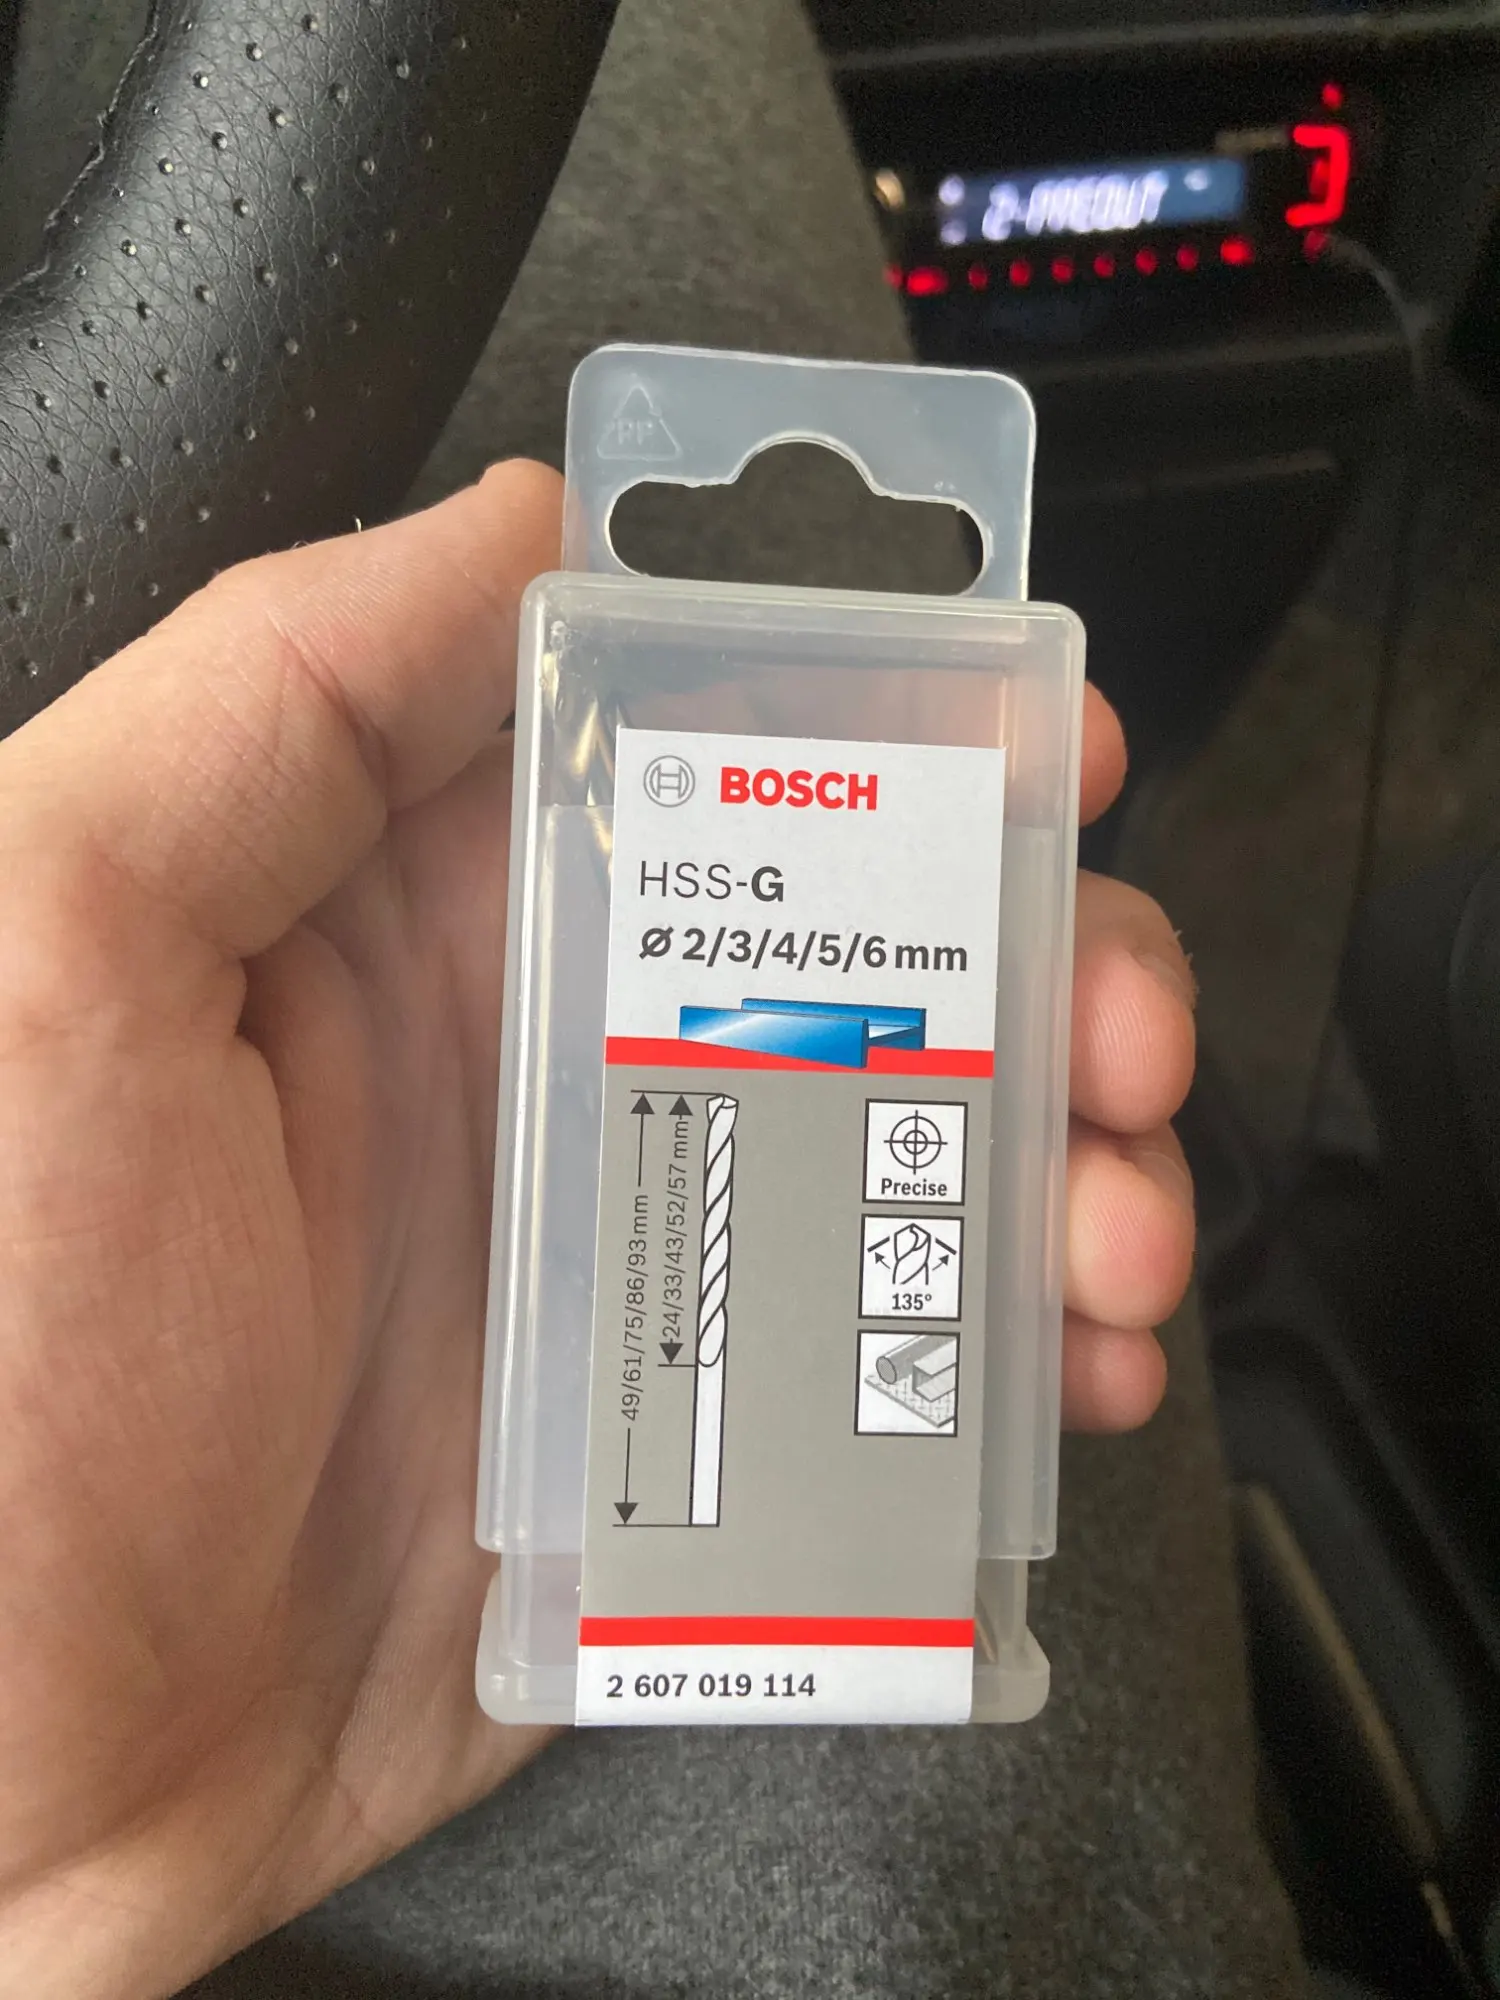 BOSCH
HSS-G
Ø 2/3/4/5/6 mm
49/61/75/86/93 mm
24/33/43/52/57 mm
Precise
135°
2 607 019 114